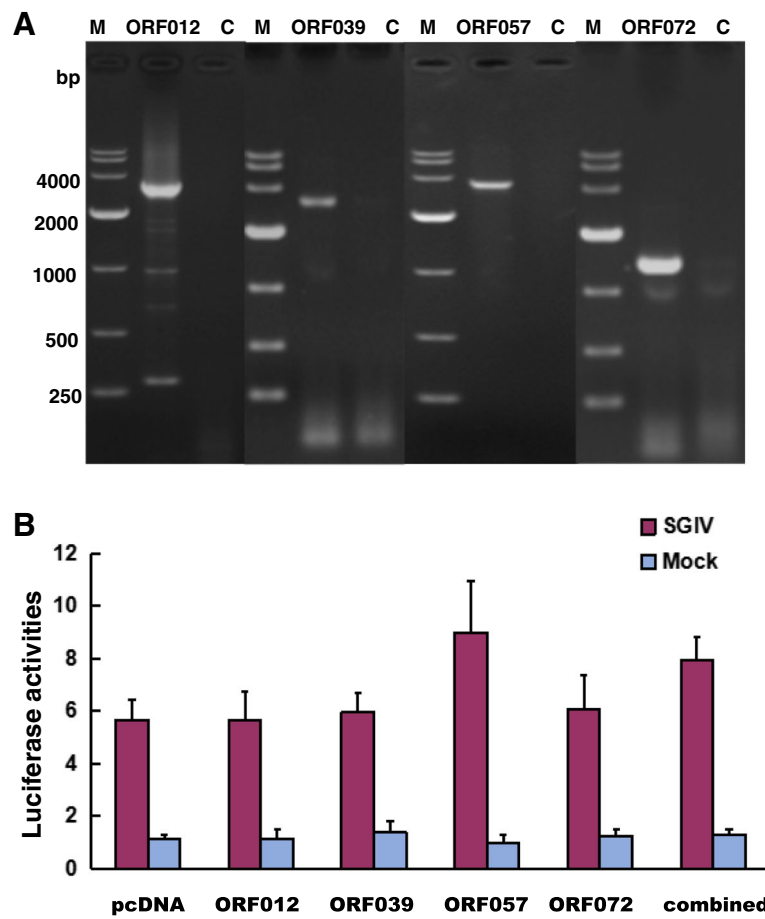 A
M ORF012 C M ORF039 C M ORF057 C M ORF072 C
bp
4000
2000
1000
500
250
B
SGIV
Mock
Luciferase activities
12
10
8
6
4
2
0
pcDNA ORF012 ORF039 ORF057 ORF072 combined